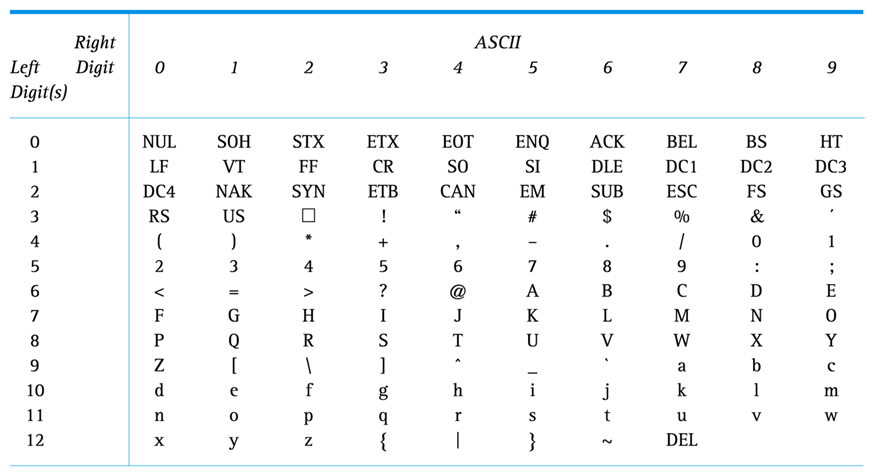 Right ASCII
Left Digit 0 1 2 3 4 5 6 7 8 9
Digit(s)
0 NUL SOH STX ETX EOT ENQ ACK BEL BS HT
1 LF VT FF CR SO SI DLE DC1 DC2 DC3
2 DC4 NAK SYN ETB CAN EM SUB ESC FS GS
3 RS US □ ! “ # $ % & ´
4 ( ) * + , – . / 0 1
5 2 3 4 5 6 7 8 9 : ;
6 < = > ? @ A B C D E
7 F G H I J K L M N O
8 P Q R S T U V W X Y
9 Z [ \ ] ˆ _ ` a b c
10 d e f g h i j k l m
11 n o p q r s t u v w
12 x y z { | } ~ DEL